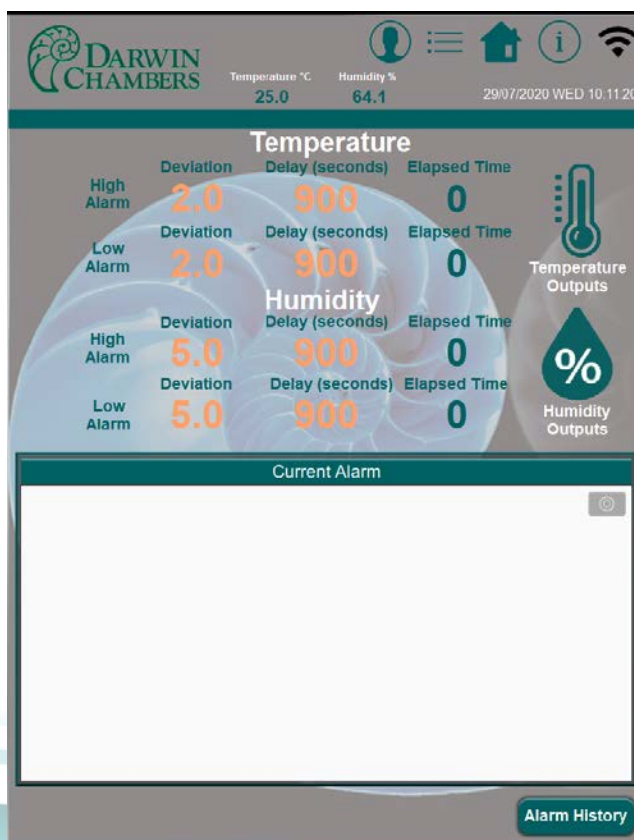 DARWIN
CHAMBERS
Temperature °C Humidity %
25.0 64.1
29/07/2020 WED 10:11:20
Temperature
Deviation Delay (seconds) Elapsed Time
High
Alarm
2.0 900 0
Deviation Delay (seconds) Elapsed Time
Low
Alarm
2.0 900 0
Temperature
Outputs
Humidity
Deviation Delay (seconds) Elapsed Time
High
Alarm
5.0 900 0
%
Deviation Delay (seconds) Elapsed Time
Low
Alarm
5.0 900 0
Humidity
Outputs
Current Alarm
Alarm History